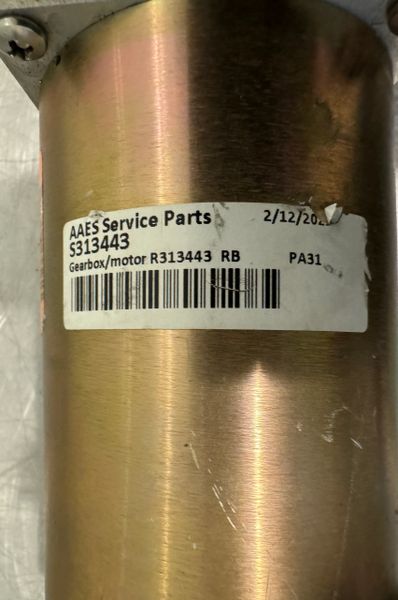 AAES Service Parts
S313443
Gearbox/motor R313443 RB PA31